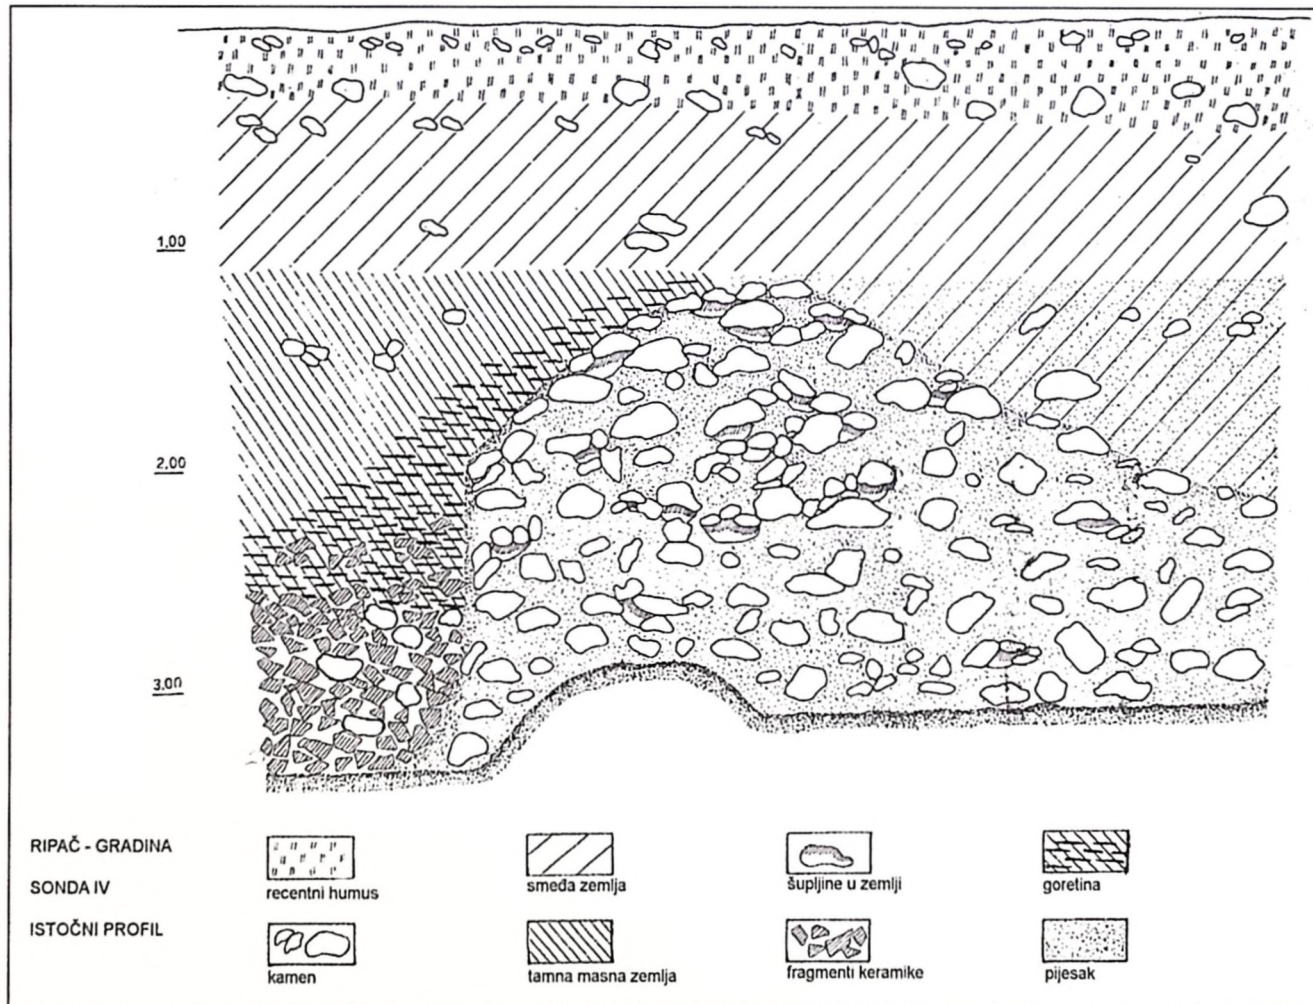 1,00
2,00
3,00
RIPAČ - GRADINA
SONDA IV
ISTOČNI PROFIL
recentni humus
smeđa zemlja
šupljine u zemlji
goretina
kamen
tamna masna zemlja
fragmenti keramike
pijesak